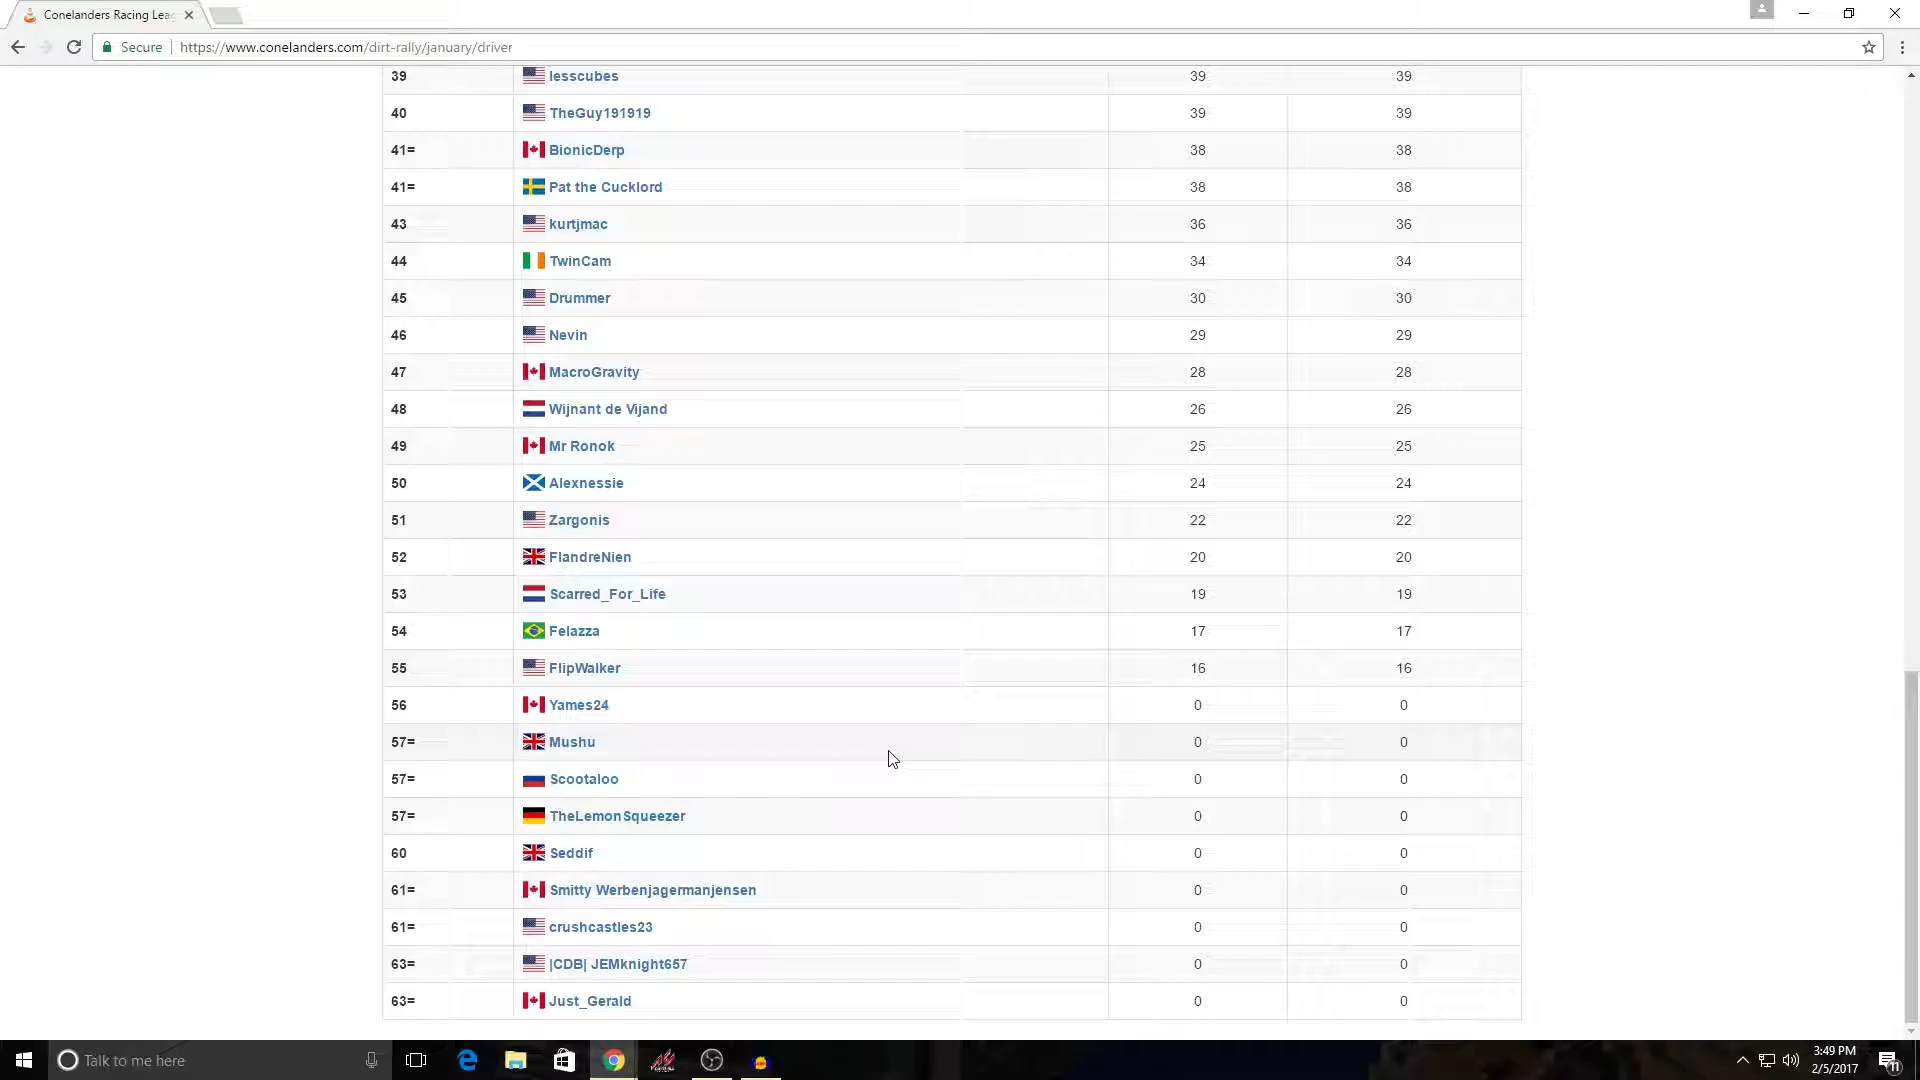 Conelanders Racing Lea
Secure https://www.conelanders.com/dirt-rally/january/driver
39 lesscubes 39 39
40 TheGuy191919 39 39
41= BionicDerp 38 38
41= Pat the Cucklord 38 38
43 kurtjmac 36 36
44 TwinCam 34 34
45 Drummer 30 30
46 Nevin 29 29
47 MacroGravity 28 28
48 Wijnant de Vijand 26 26
49 Mr Ronok 25 25
50 Alexnessie 24 24
51 Zargonis 22 22
52 FlandreNien 20 20
53 Scarred_For_Life 19 19
54 Felazza 17 17
55 FlipWalker 16 16
56 Yames24 0 0
57= Mushu 0 0
57= Scootaloo 0 0
57= TheLemonSqueezer 0 0
60 Seddif 0 0
61= Smitty Werbenjagermanjensen 0 0
61= crushcastles23 0 0
63= |CDB| JEMknight657 0 0
63= Just_Gerald 0 0
Talk to me here
3:49 PM
2/5/2017
11